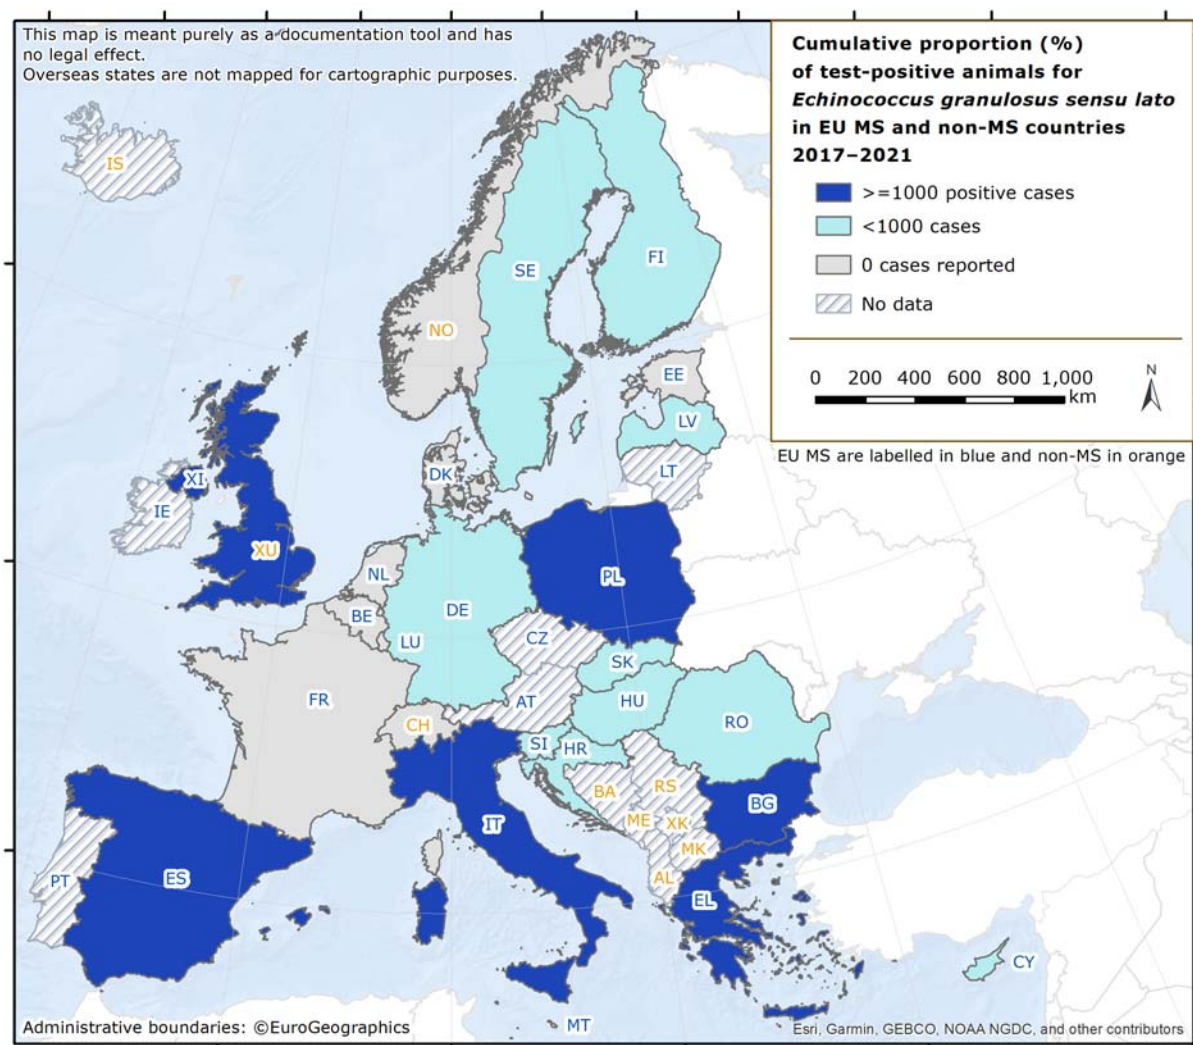 This map is meant purely as a documentation tool and has
no legal effect.
Overseas states are not mapped for cartographic purposes.
Cumulative proportion (%)
of test-positive animals for
Echinococcus granulosus sensu lato
in EU MS and non-MS countries
2017–2021
>=1000 positive cases
<1000 cases
0 cases reported
No data
0 200 400 600 800 1,000
km
N
EU MS are labelled in blue and non-MS in orange
IS
SE
FI
NO
EE
LV
LT
DK
XI
IE
XU
NL
BE
LU
DE
PL
CZ
SK
AT
HU
FR
CH
SI
HR
RO
BA
RS
BG
ME
XK
MK
AL
IT
EL
PT
ES
CY
MT
Administrative boundaries: ©EuroGeographics
Esri, Garmin, GEBCO, NOAA NGDC, and other contributors